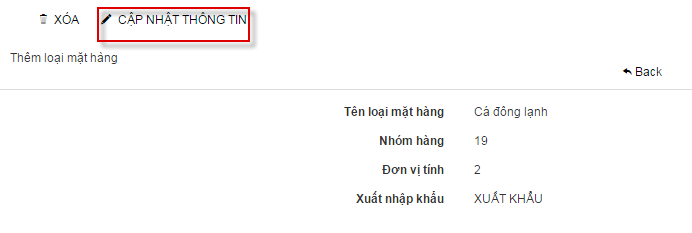 XÓA CẬP NHẬT THÔNG TIN
Thêm loại mặt hàng
Back
Tên loại mặt hàng Cá đông lạnh
Nhóm hàng 19
Đơn vị tính 2
Xuất nhập khẩu XUẤT KHẨU